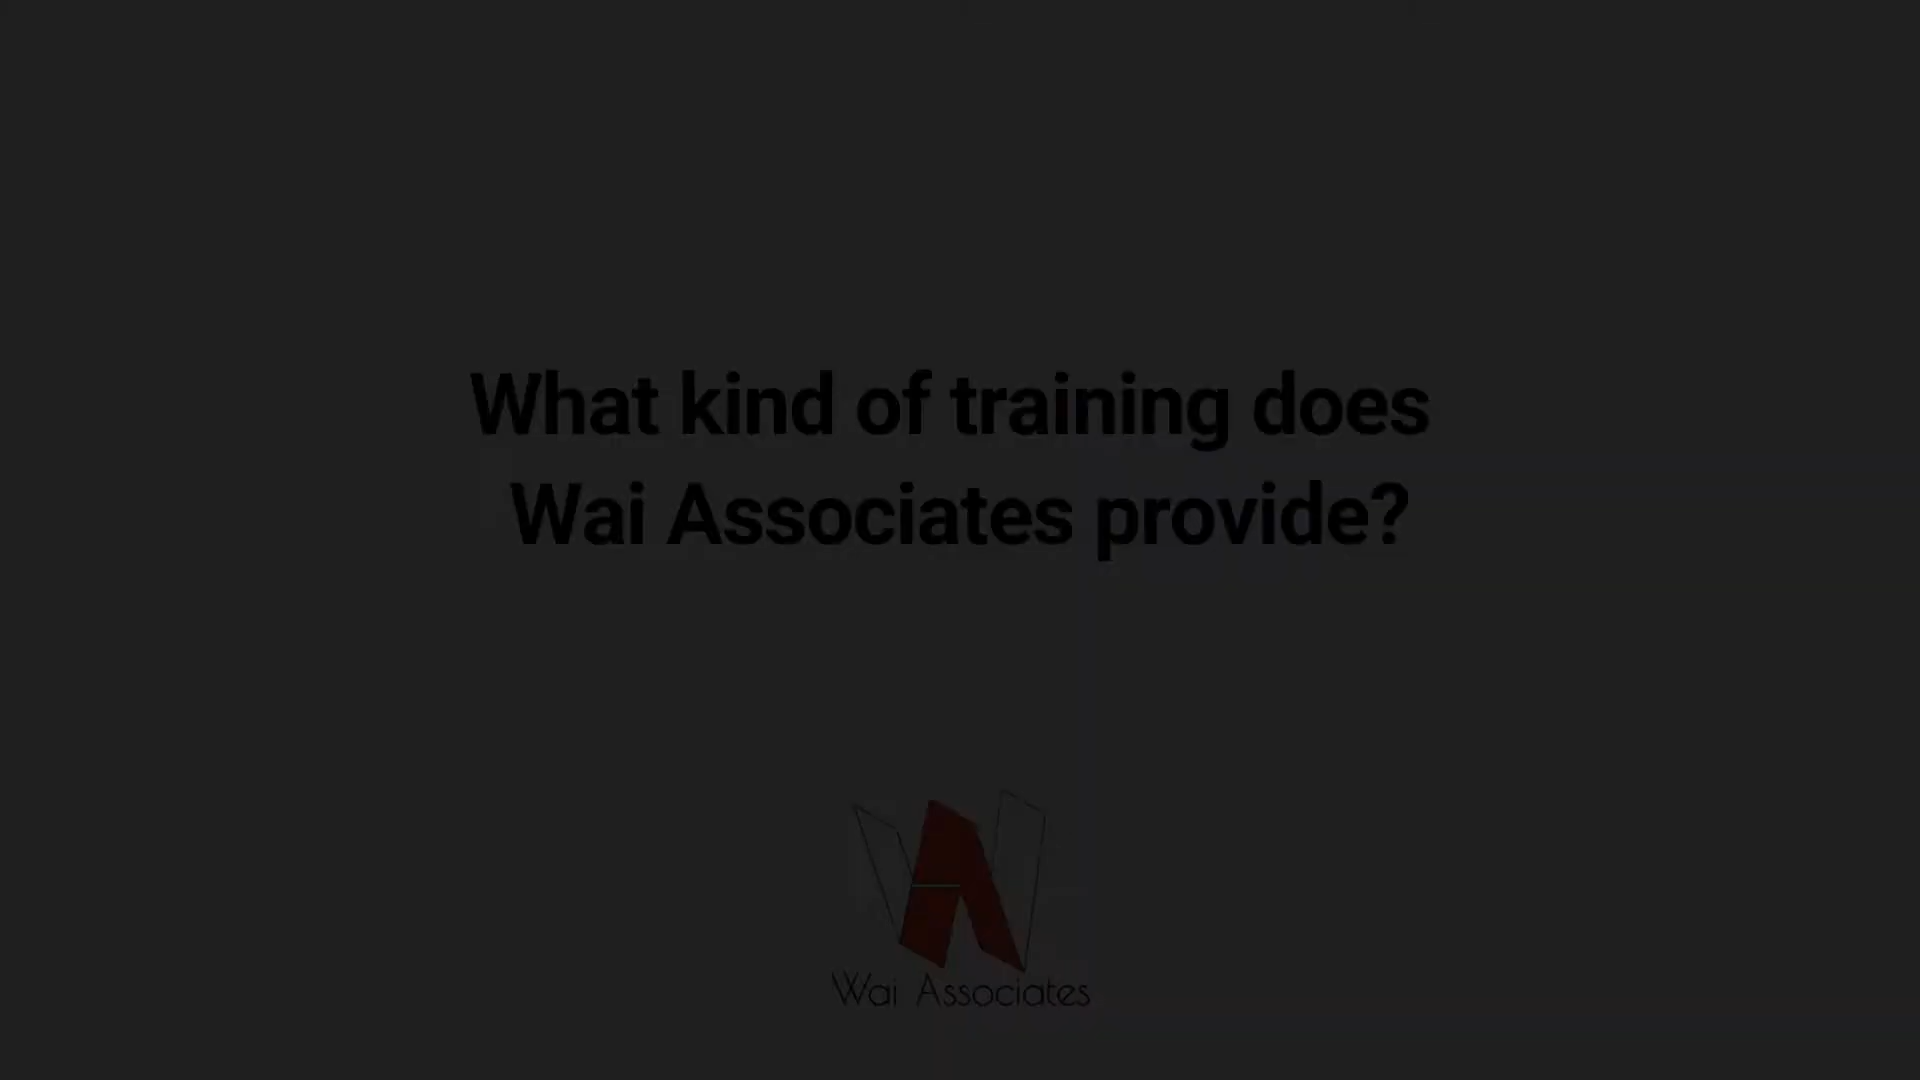 What kind of training does
Wai Associates provide?
Wai Associates